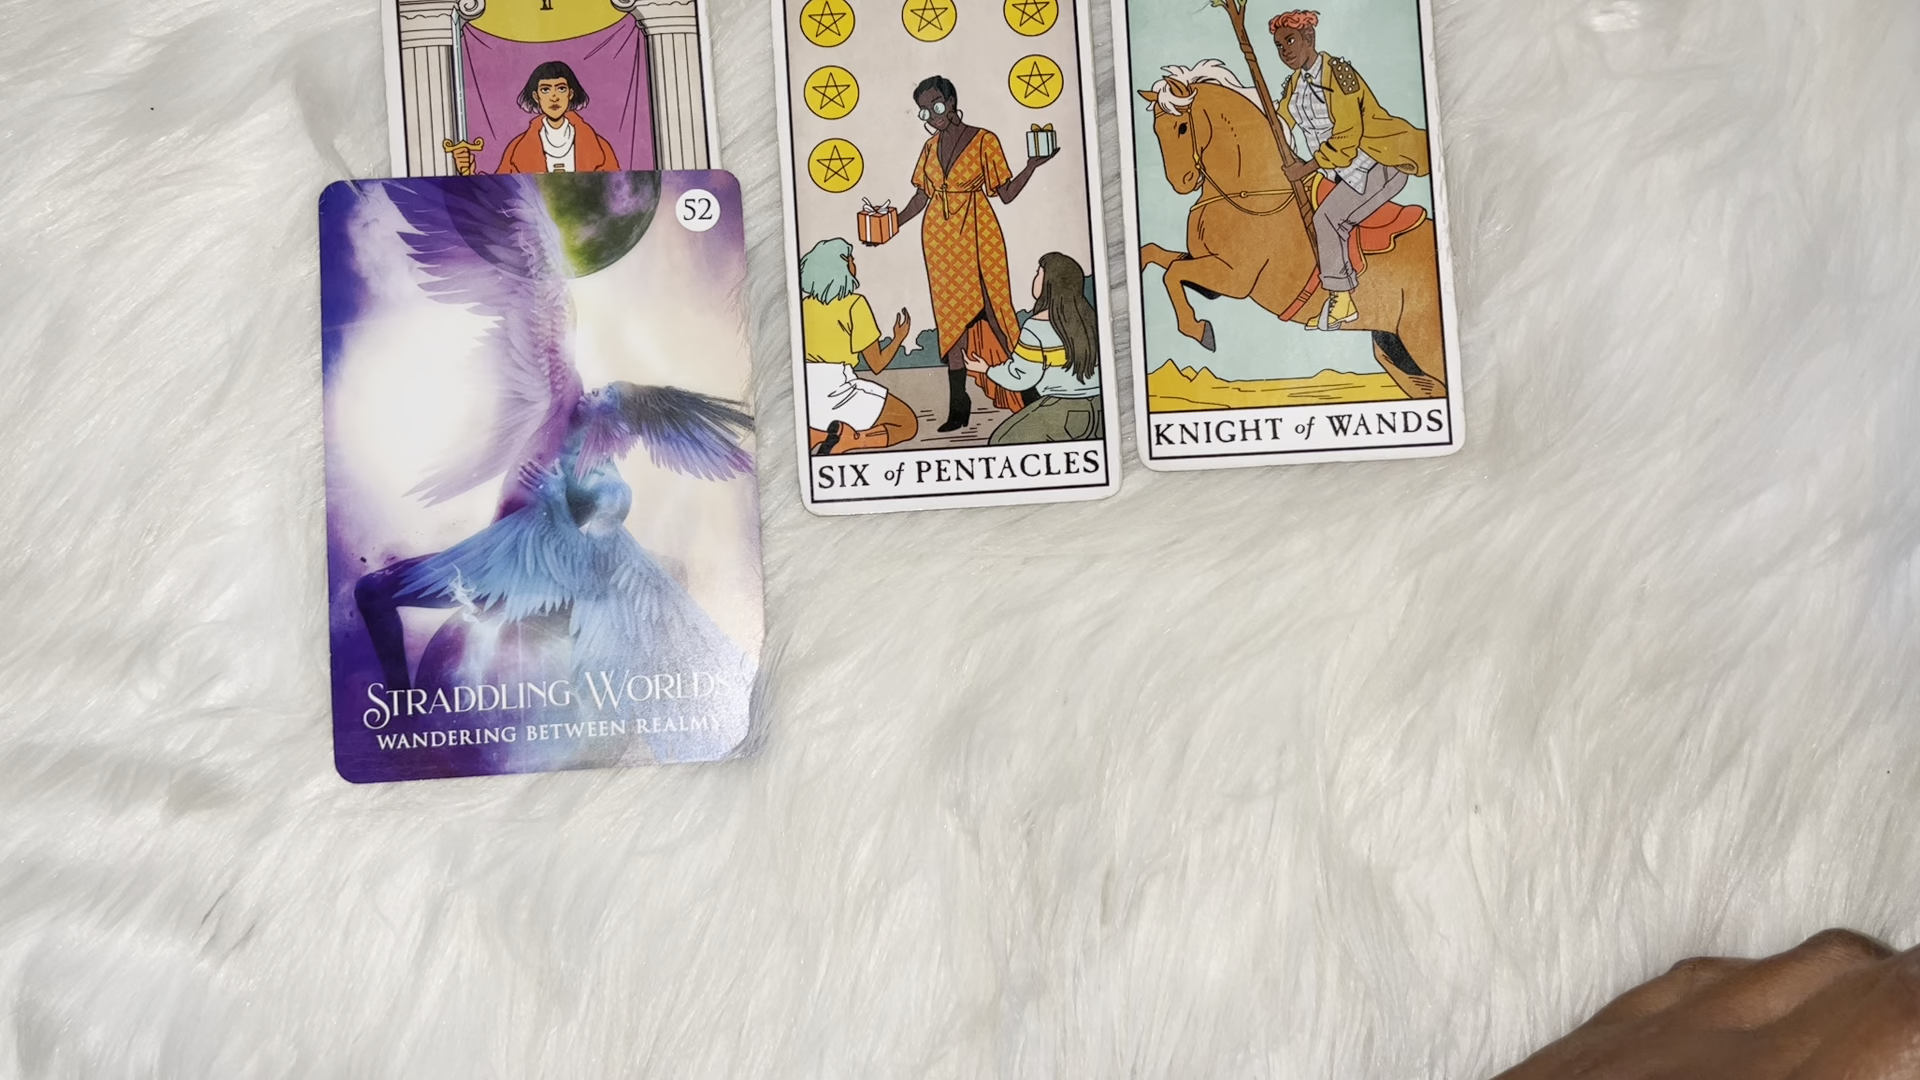 52
STRADDLING WORLDS
WANDERING BETWEEN REALMS
SIX of PENTACLES
KNIGHT of WANDS